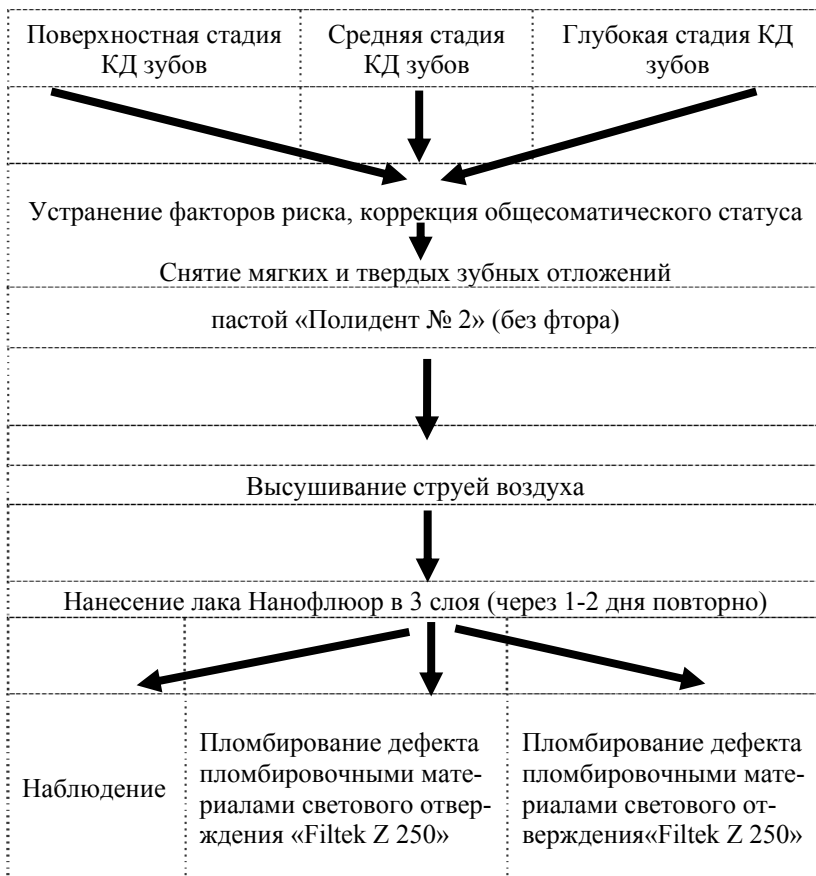 Поверхностная стадия
КД зубов
Средняя стадия
КД зубов
Глубокая стадия КД
зубов
Устранение факторов риска, коррекция общесоматического статуса
Снятие мягких и твердых зубных отложений
пастой «Полидент № 2» (без фтора)
Высушивание струей воздуха
Нанесение лака Нанофлюор в 3 слоя (через 1-2 дня повторно)
Наблюдение
Пломбирование дефекта
пломбировочными мате-
риалами светового отвер-
ждения «Filtek Z 250»
Пломбирование дефекта
пломбировочными мате-
риалами светового от-
верждения«Filtek Z 250»